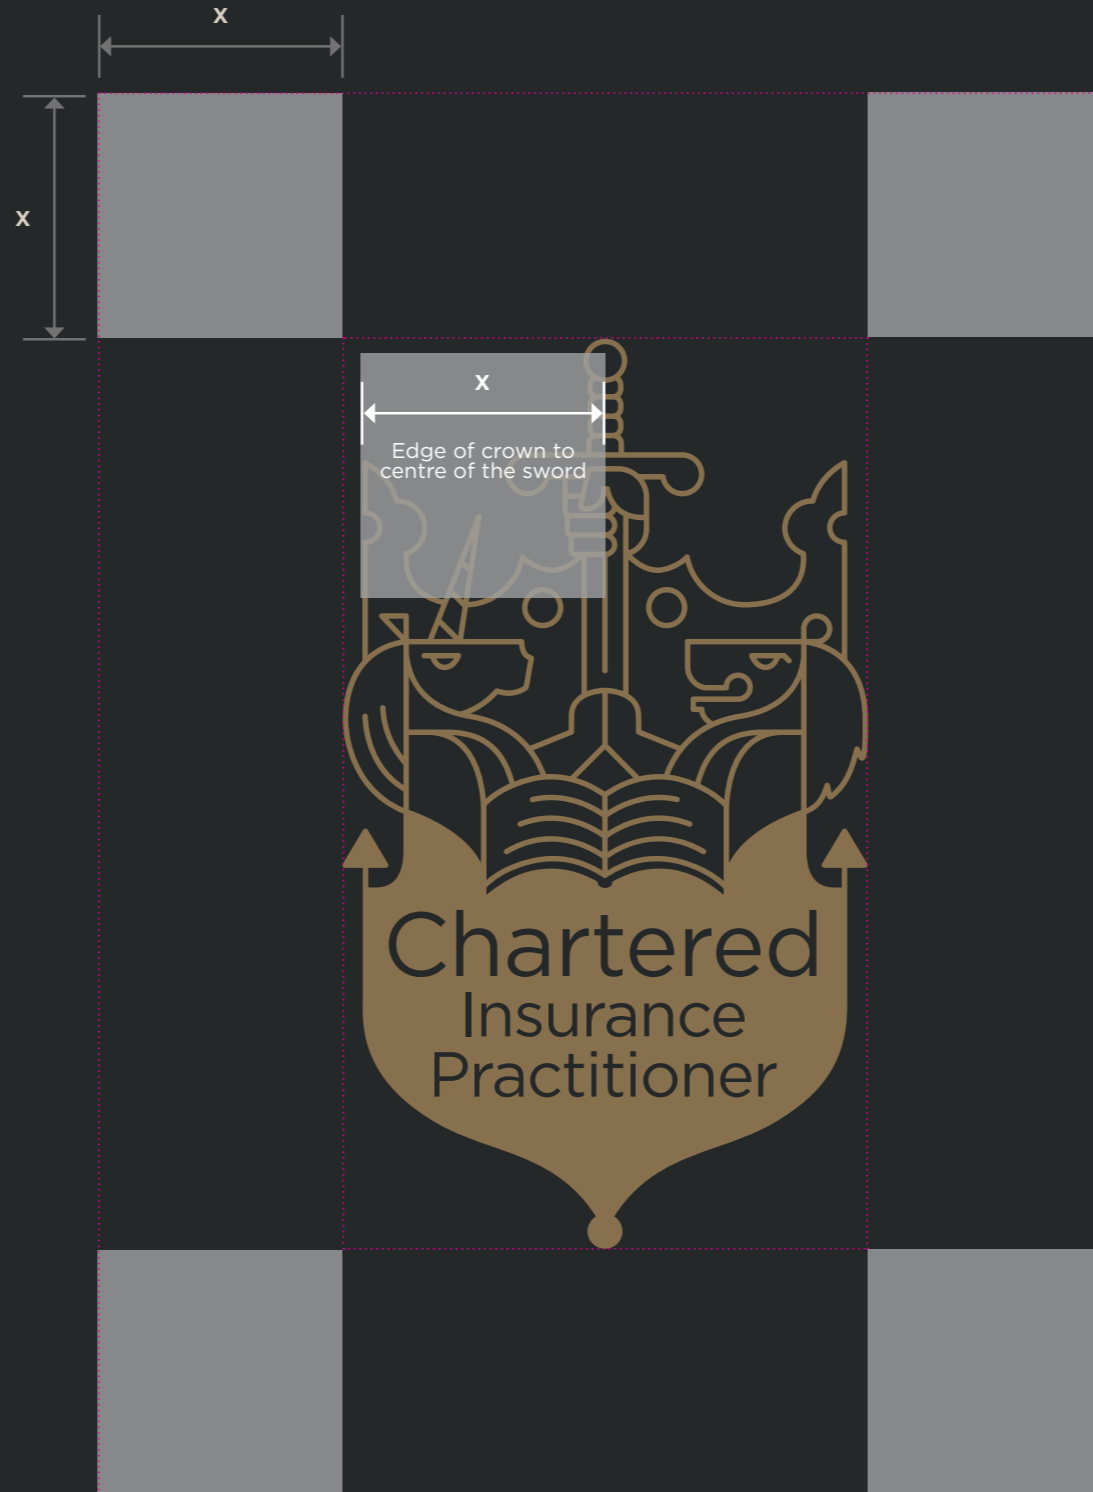 x
x
x
Edge of crown to
centre of the sword
Chartered
Insurance
Practitioner